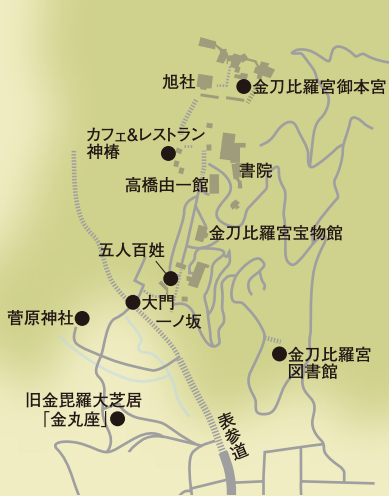 旭社
金刀比羅宮御本宮
カフェ&レストラン
神椿
書院
高橋由一館
金刀比羅宮宝物館
五人百姓
大門
一ノ坂
菅原神社
金刀比羅宮
図書館
旧金毘羅大芝居
「金丸座」
表参道